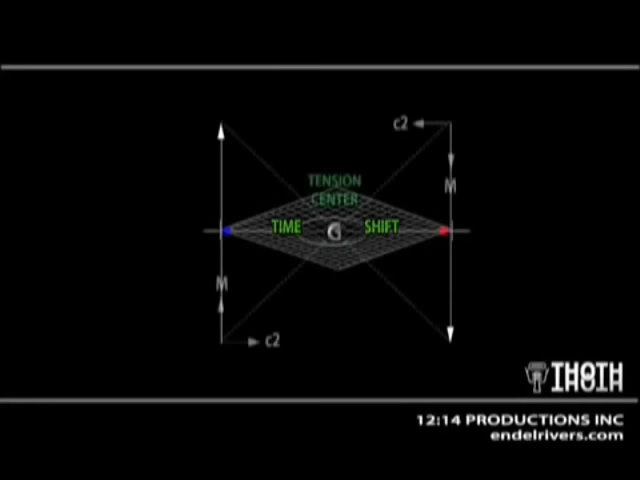 c2
M
TENSION
CENTER
TIME SHIFT
M
c2
THOTH
12:14 PRODUCTIONS INC
endelrivers.com